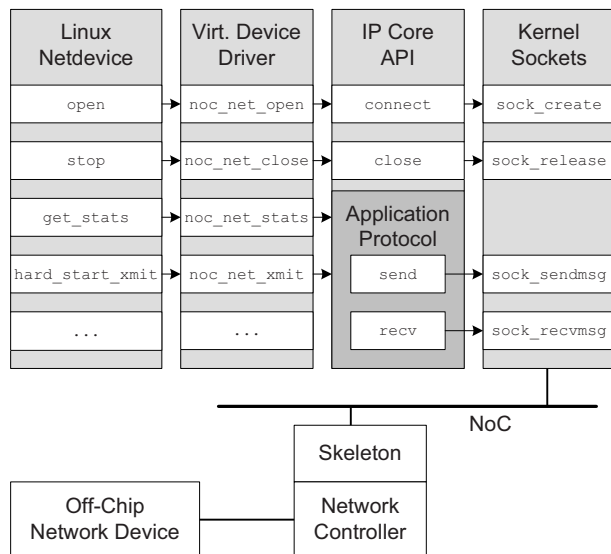 Linux
Netdevice
Virt. Device
Driver
IP Core
API
Kernel
Sockets
open
noc_net_open
connect
sock_create
stop
noc_net_close
close
sock_release
get_stats
noc_net_stats
Application
Protocol
hard_start_xmit
noc_net_xmit
send
sock_sendmsg
...
...
recv
sock_recvmsg
NoC
Skeleton
Off-Chip
Network Device
Network
Controller